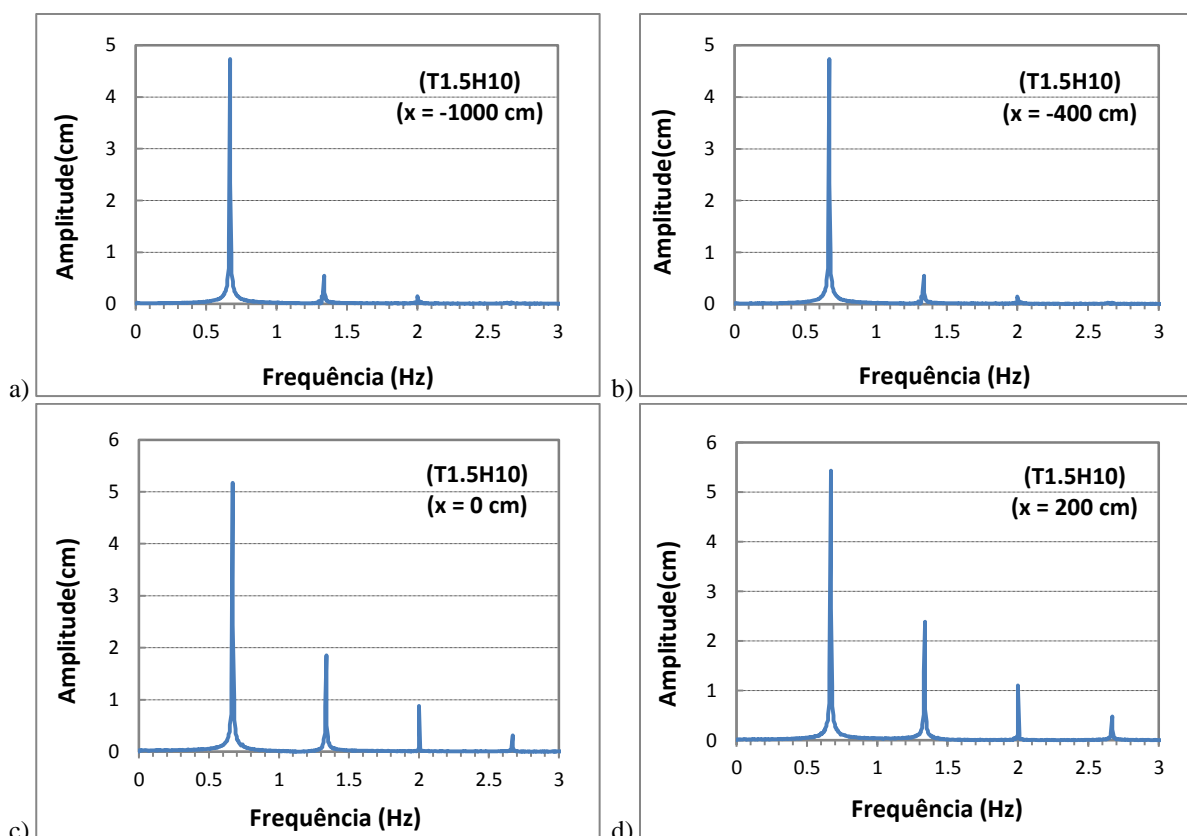 5
4
3
2
1
0
Amplitude(cm)
(T1.5H10)
(x = -1000 cm)
0 0.5 1 1.5 2 2.5 3
Frequência (Hz)
a)
5
4
3
2
1
0
Amplitude(cm)
(T1.5H10)
(x = -400 cm)
0 0.5 1 1.5 2 2.5 3
Frequência (Hz)
b)
6
5
4
3
2
1
0
Amplitude(cm)
(T1.5H10)
(x = 0 cm)
0 0.5 1 1.5 2 2.5 3
Frequência (Hz)
c)
6
5
4
3
2
1
0
Amplitude(cm)
(T1.5H10)
(x = 200 cm)
0 0.5 1 1.5 2 2.5 3
Frequência (Hz)
d)